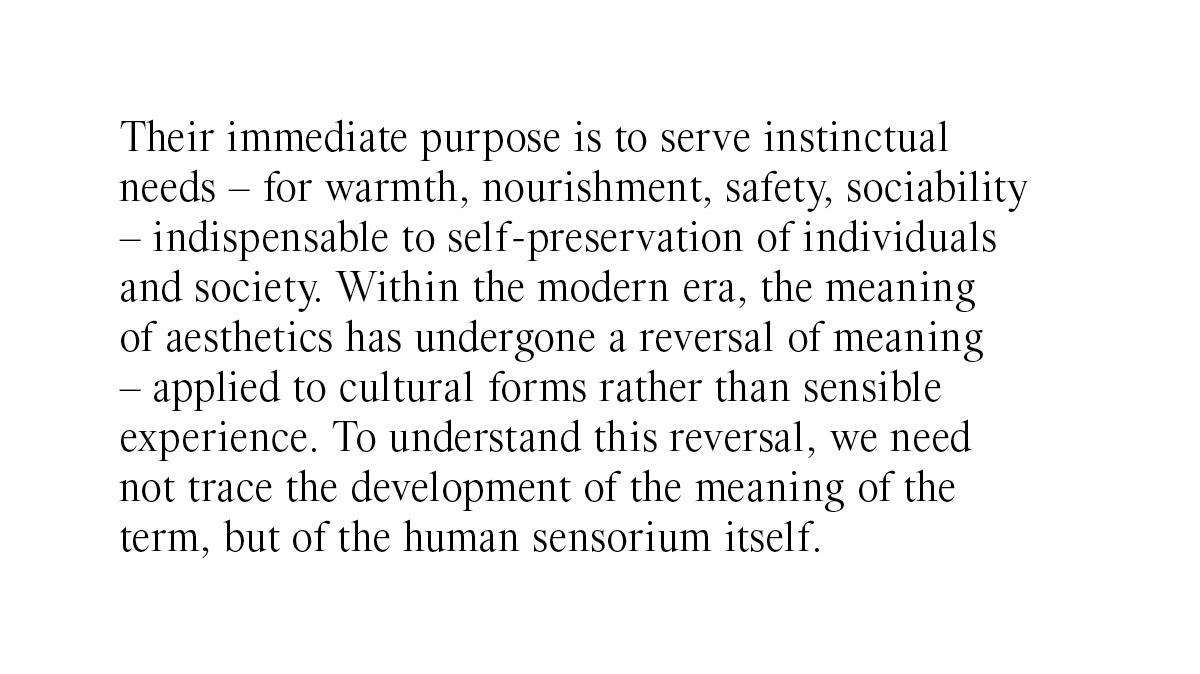 Their immediate purpose is to serve instinctual
needs – for warmth, nourishment, safety, sociability
– indispensable to self-preservation of individuals
and society. Within the modern era, the meaning
of aesthetics has undergone a reversal of meaning
– applied to cultural forms rather than sensible
experience. To understand this reversal, we need
not trace the development of the meaning of the
term, but of the human sensorium itself.